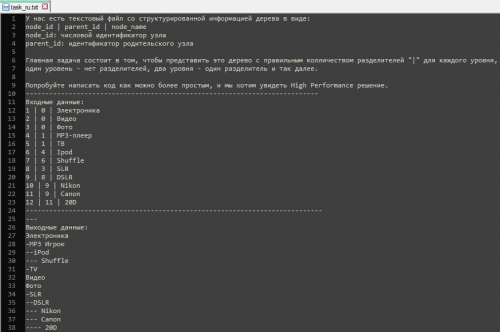 task_ru.txt
1 У нас есть текстовый файл со структурированной информацией дерева в виде:
2 node_id | parent_id | node_name
3 node_id: числовой идентификатор узла
4 parent_id: идентификатор родительского узла
5
6 Главная задача состоит в том, чтобы представить это дерево с правильным колличеством разделителей "|" для каждого уровня,
7 один уровень - нет разделителей, два уровня - один разделитель и так далее.
8
9 Попробуйте написать код как можно более простым, и мы хотим увидеть High Performance решение.
10 ----------------------------------------------------------------------
11 Входные данные:
12 1 | 0 | Электроника
13 2 | 0 | Видео
14 3 | 0 | Фото
15 4 | 1 | MP3-плеер
16 5 | 1 | ТВ
17 6 | 4 | Ipod
18 7 | 6 | Shuffle
19 8 | 3 | SLR
20 9 | 8 | DSLR
21 10 | 9 | Nikon
22 11 | 9 | Canon
23 12 | 11 | 20D
24 ----------------------------------------------------------------------
25 ---
26 Выходные данные:
27 Электроника
28 -MP3 Игрок
29 --iPod
30 --- Shuffle
31 -TV
32 Видео
33 Фото
34 -SLR
35 --DSLR
36 --- Nikon
37 --- Canon
38 ---- 20D